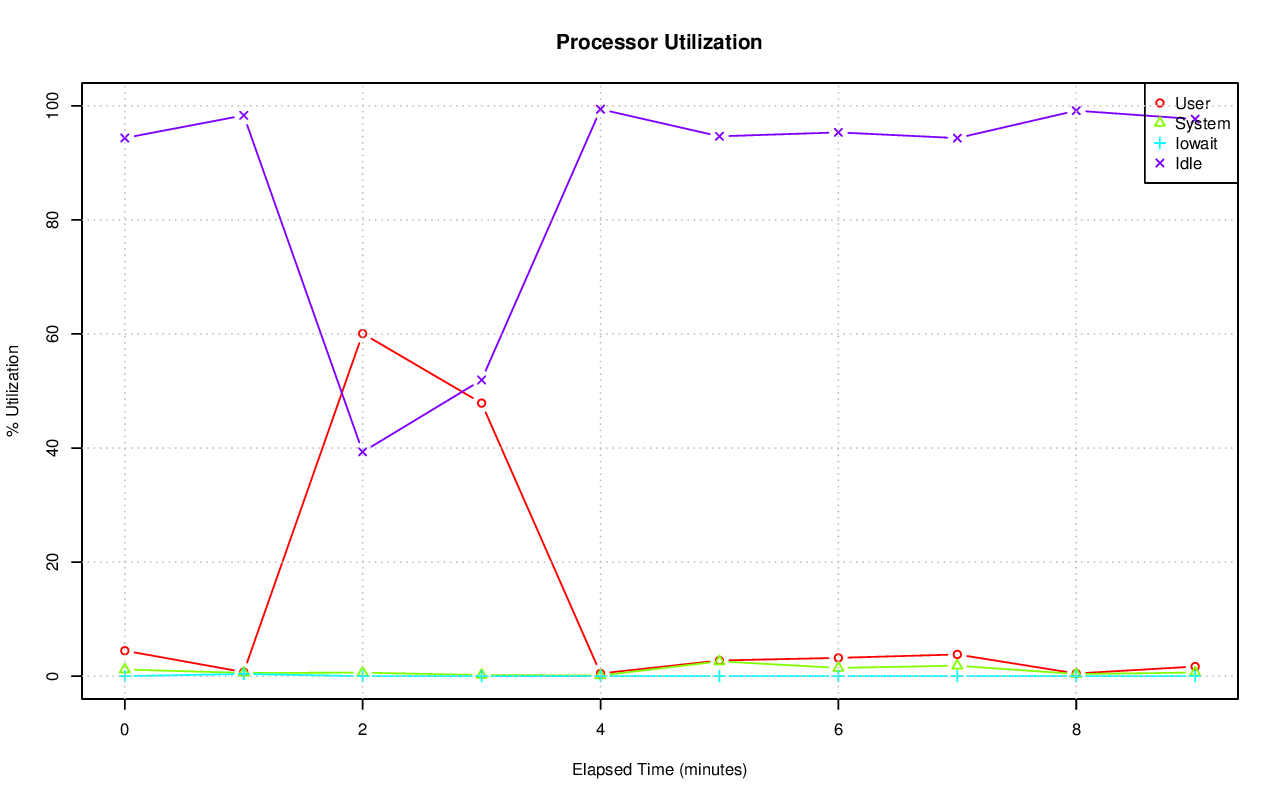 Processor Utilization
User
System
Iowait
Idle
100
80
60
40
20
0
% Utilization
0 2 4 6 8
Elapsed Time (minutes)